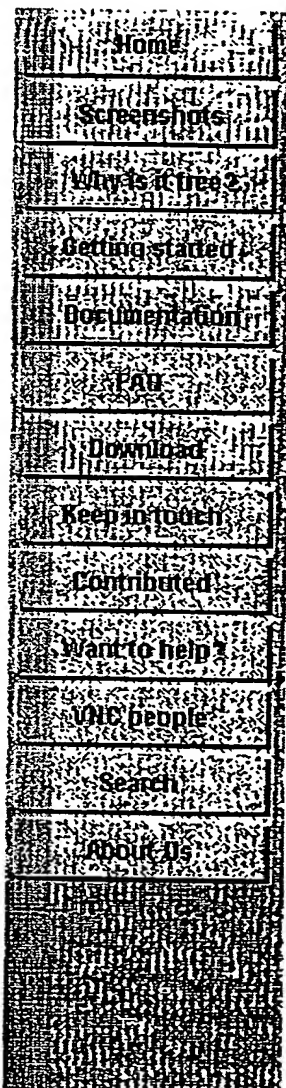 Home
Screenshots
Why is it free?
Getting started
Documentation
FAQ
Download
Keep in touch
Contributed
Want to help?
VNC people
Search
About Us